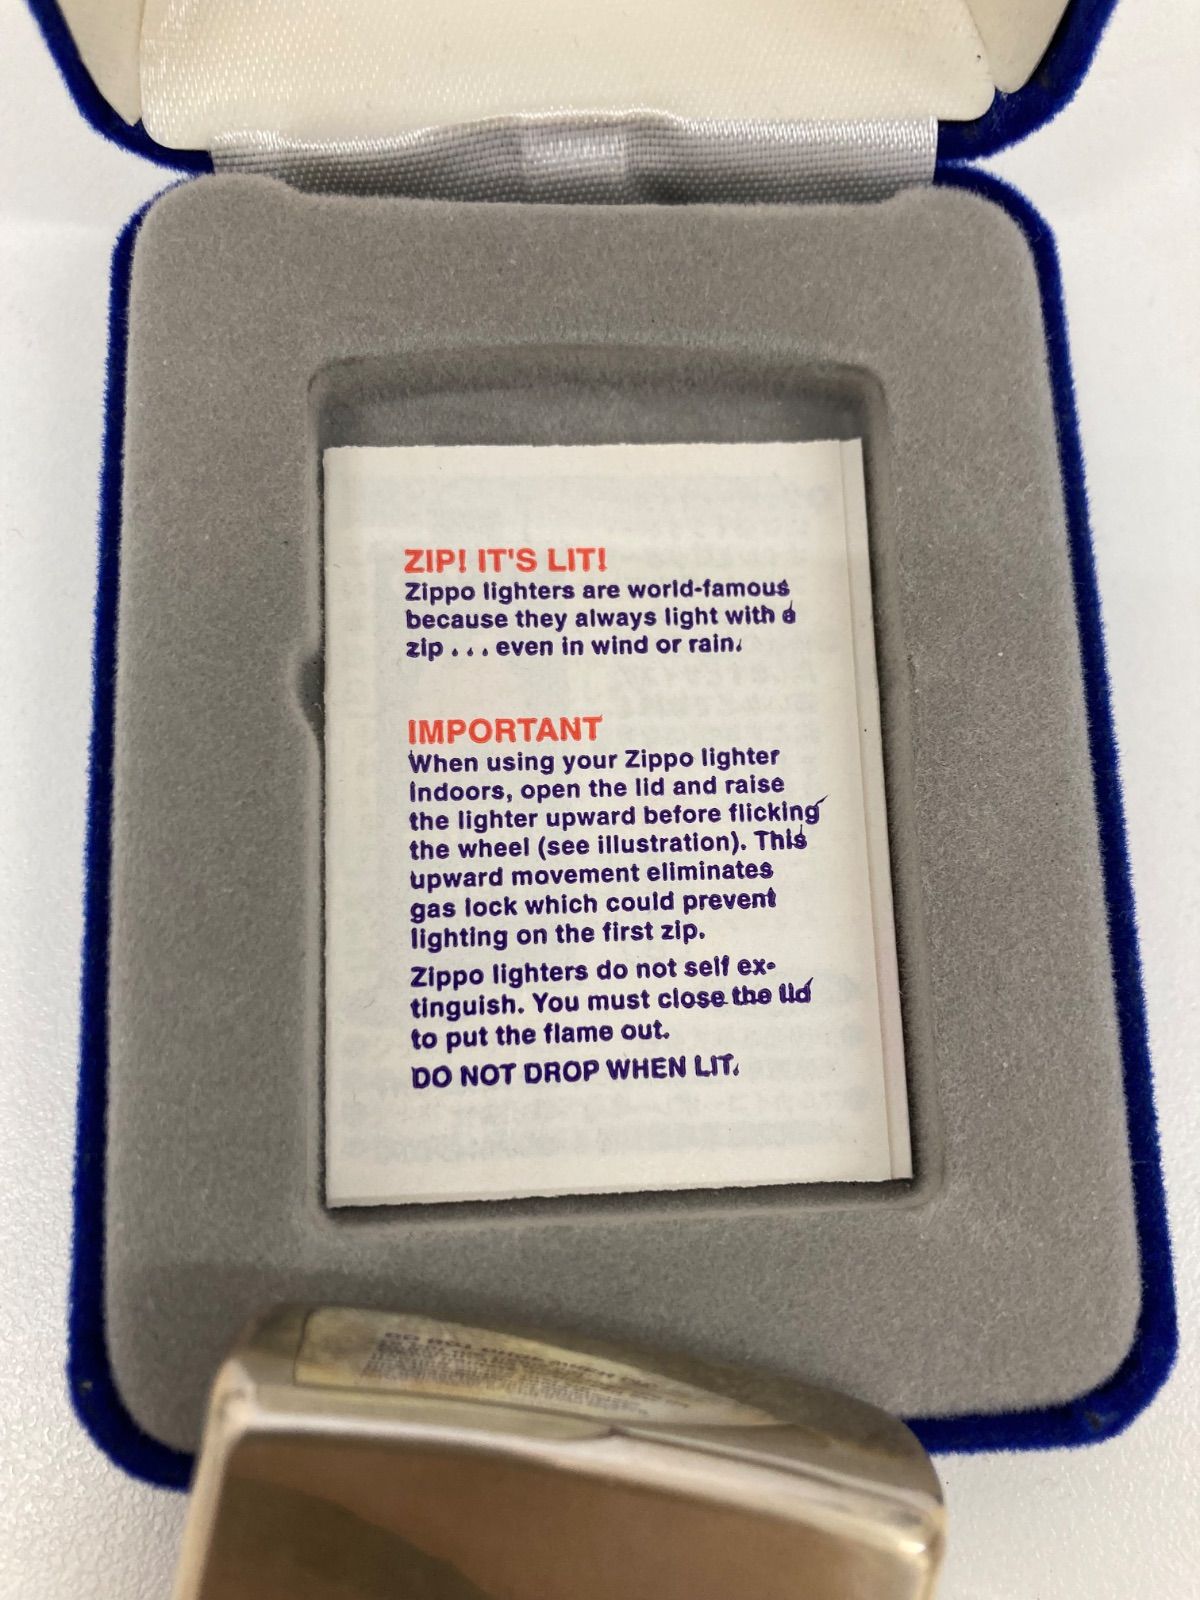 ZIP! IT'S LIT!
Zippo lighters are world-famous
because they always light with a
zip . . . even in wind or rain.
IMPORTANT
When using your Zippo lighter
indoors, open the lid and raise
the lighter upward before flicking
the wheel (see illustration). This
upward movement eliminates
gas lock which could prevent
lighting on the first zip.
Zippo lighters do not self ex-
tinguish. You must close the lid
to put the flame out.
DO NOT DROP WHEN LIT.